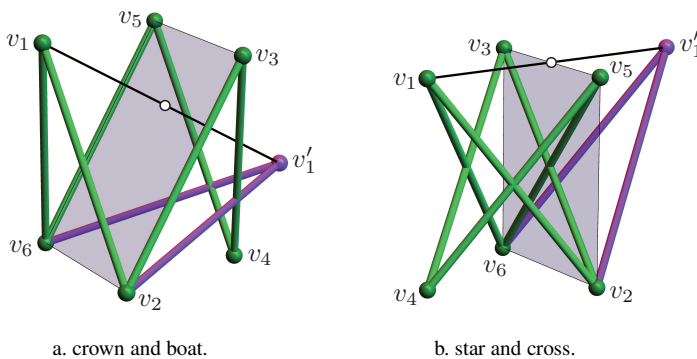 v₁ v₅ v₃ v₁′ v₆ v₂ v₄
v₃ v₁′ v₁ v₅ v₆ v₄ v₂
a. crown and boat. b. star and cross.